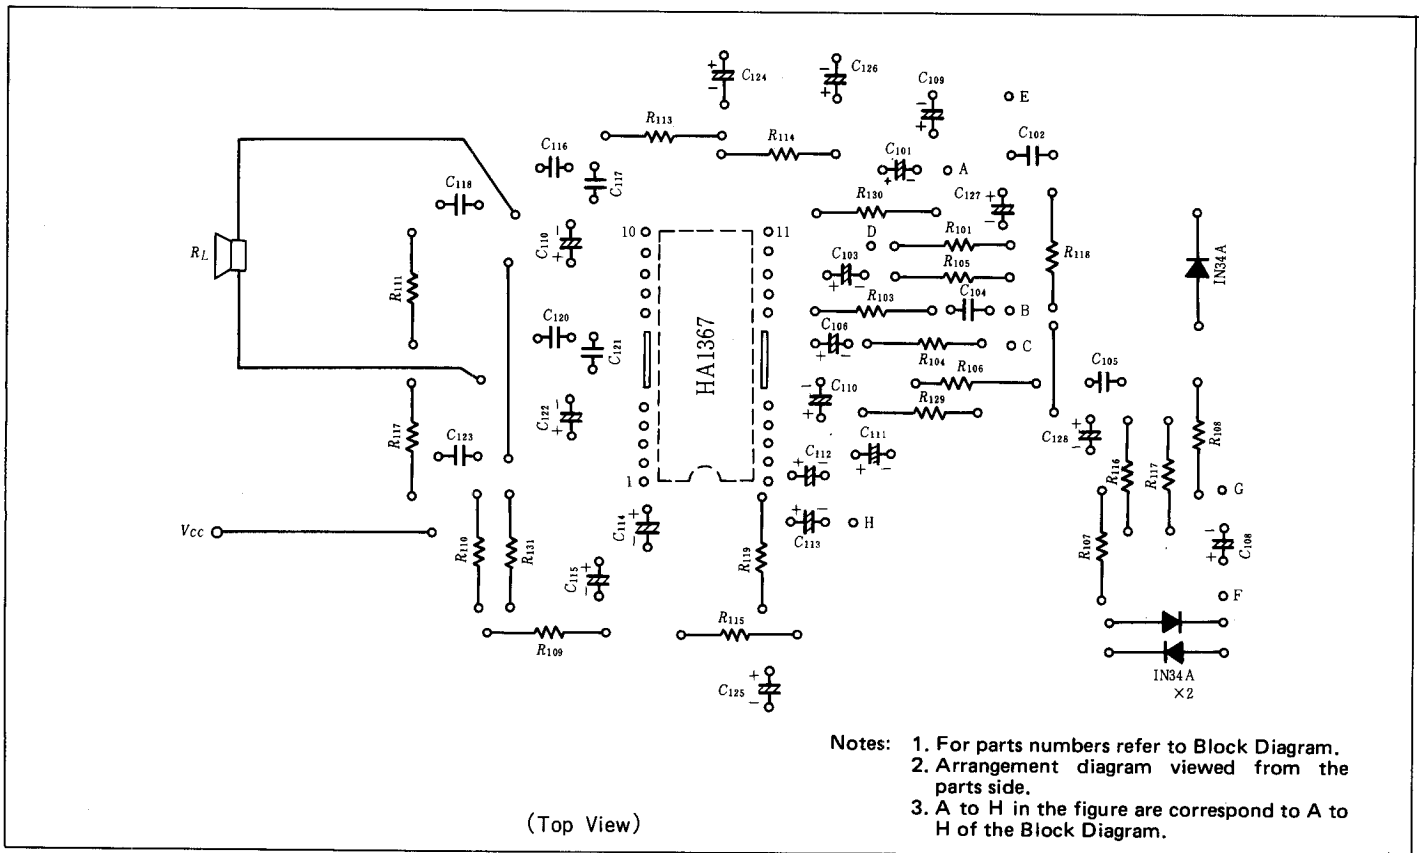 +
−
C124
−
+
C126
C109
−
+
E
R113
R114
C102
C116
C101
+
−
A
C117
C118
R130
C127
+
−
D
R101
10
11
C110
−
+
RL
R118
C103
+
−
R105
IN34A
R111
R103
C104
B
C120
C106
+
−
C121
HA1367
R104
C
R106
C105
C110
−
+
R129
C122
−
+
R117
C123
C128
+
−
C111
+
−
R108
C112
+
−
R116
R117
1
G
Vcc
R110
R131
C114
+
−
C113
+
−
H
R119
R107
C108
−
+
C115
+
−
F
R109
R115
C125
+
−
IN34A
×2
Notes: 1. For parts numbers refer to Block Diagram.
2. Arrangement diagram viewed from the
parts side.
3. A to H in the figure are correspond to A to
H of the Block Diagram.
(Top View)